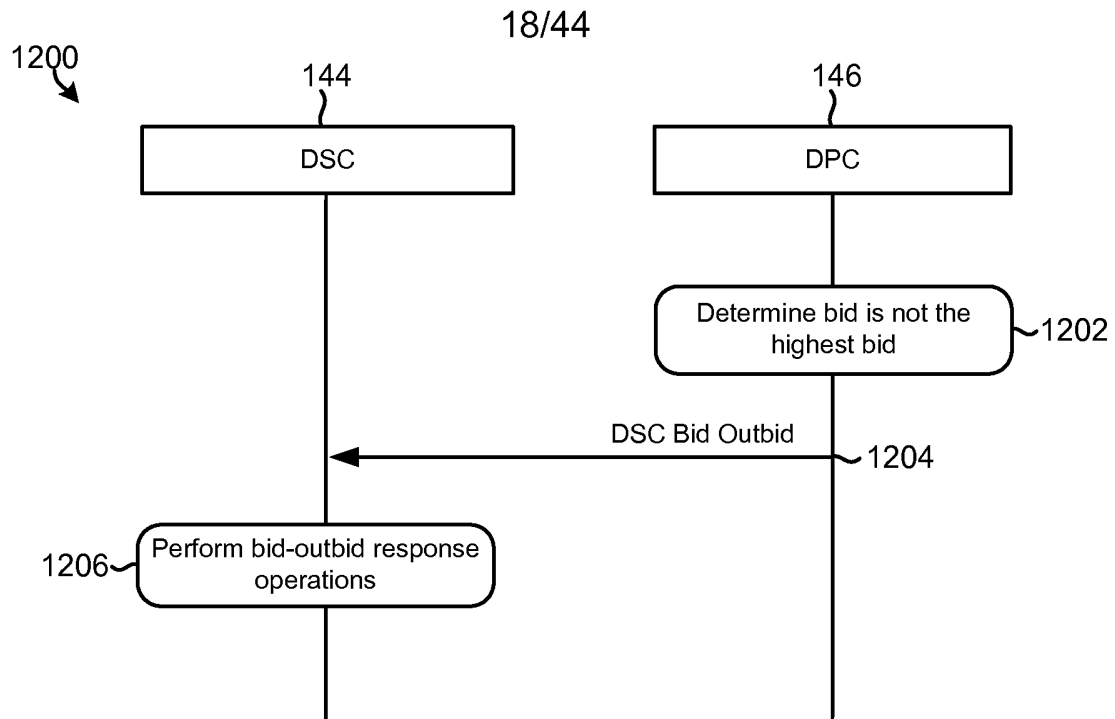 18/44
1200
144
146
DSC
DPC
Determine bid is not the
highest bid
1202
DSC Bid Outbid
1204
Perform bid-outbid response
operations
1206